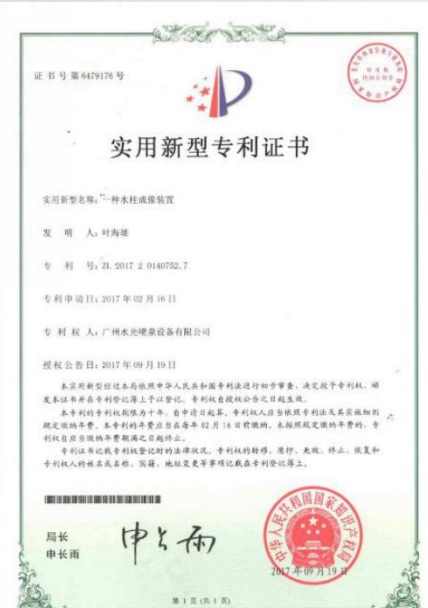 证书号第6479176号
实用新型专利证书
实用新型名称：一种水柱成像装置
发 明 人：叶海雄
专 利 号：ZL 2017 2 0140752.7
专利申请日：2017年02月16日
专 利 权 人：广州水光喷泉设备有限公司
授权公告日：2017年09月19日
本实用新型经过本局依照中华人民共和国专利法进行初步审查，决定授予专利权，颁
发本证书并在专利登记簿上予以登记。专利权自授权公告之日起生效。
本专利的专利权期限为十年，自申请日起算。专利权人应当依照专利法及其实施细则
规定缴纳年费。本专利的年费应当在每年02月16日前缴纳。未按照规定缴纳年费的，专
利权自应当缴纳年费期满之日起终止。
专利证书记载专利权登记时的法律状况。专利权的转移、质押、无效、终止、恢复和
专利权人的姓名或名称、国籍、地址变更等事项记载在专利登记簿上。
局长
申长雨
申长雨
中华人民共和国国家知识产权局
2017年09月19日
第 1 页 (共 1 页)